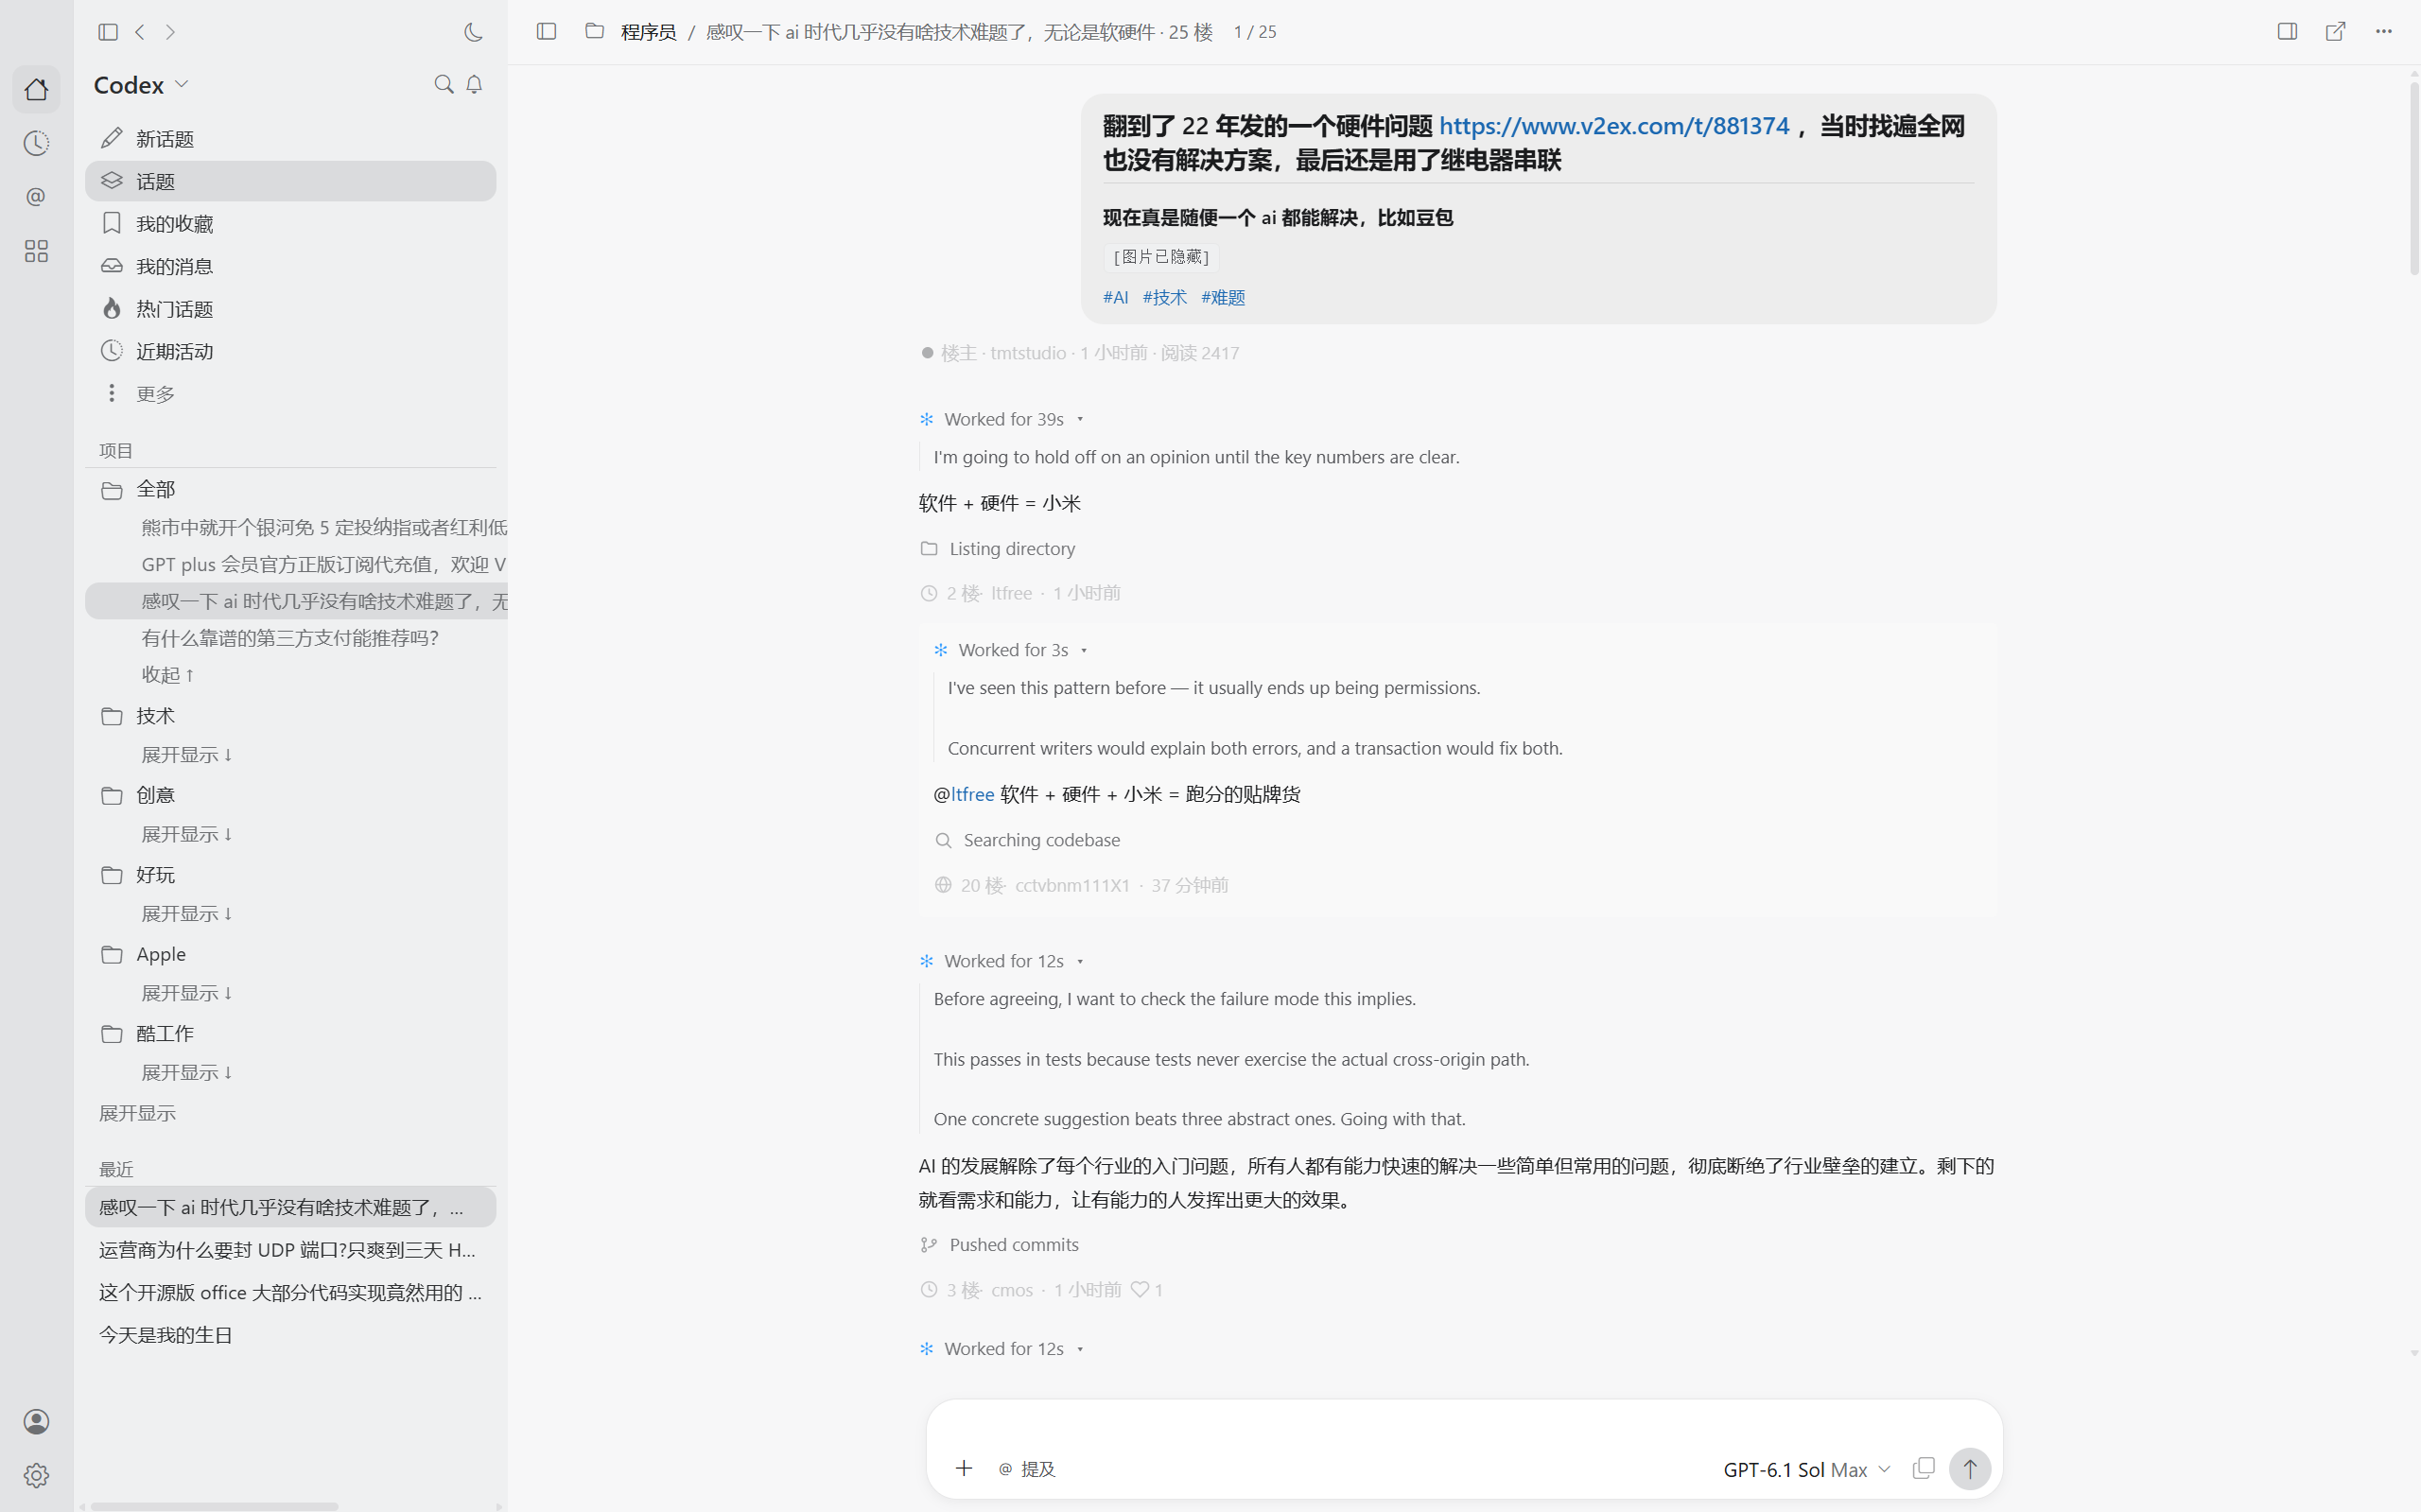 Codex
新话题
话题
我的收藏
我的消息
热门话题
近期活动
更多
项目
全部
熊市中就开个银河免 5 定投纳指或者红利低
GPT plus 会员官方正版订阅代充值，欢迎 V
感叹一下 ai 时代几乎没有啥技术难题了，无
有什么靠谱的第三方支付能推荐吗？
收起 ↑
技术
展开显示 ↓
创意
展开显示 ↓
好玩
展开显示 ↓
Apple
展开显示 ↓
酷工作
展开显示 ↓
展开显示
最近
感叹一下 ai 时代几乎没有啥技术难题了，...
运营商为什么要封 UDP 端口?只爽到三天 H...
这个开源版 office 大部分代码实现竟然用的 ...
今天是我的生日
程序员 / 感叹一下 ai 时代几乎没有啥技术难题了，无论是软硬件 · 25 楼 1 / 25
翻到了 22 年发的一个硬件问题 https://www.v2ex.com/t/881374 ，当时找遍全网
也没有解决方案，最后还是用了继电器串联
现在真是随便一个 ai 都能解决，比如豆包
[图片已隐藏]
#AI #技术 #难题
楼主 · tmtstudio · 1 小时前 · 阅读 2417
Worked for 39s
I'm going to hold off on an opinion until the key numbers are clear.
软件 + 硬件 = 小米
Listing directory
2 楼· ltfree · 1 小时前
Worked for 3s
I've seen this pattern before — it usually ends up being permissions.
Concurrent writers would explain both errors, and a transaction would fix both.
@ltfree 软件 + 硬件 + 小米 = 跑分的贴牌货
Searching codebase
20 楼· cctvbnm111X1 · 37 分钟前
Worked for 12s
Before agreeing, I want to check the failure mode this implies.
This passes in tests because tests never exercise the actual cross-origin path.
One concrete suggestion beats three abstract ones. Going with that.
AI 的发展解除了每个行业的入门问题，所有人都有能力快速的解决一些简单但常用的问题，彻底断绝了行业壁垒的建立。剩下的
就看需求和能力，让有能力的人发挥出更大的效果。
Pushed commits
3 楼· cmos · 1 小时前 1
Worked for 12s
@ 提及
GPT-6.1 Sol Max